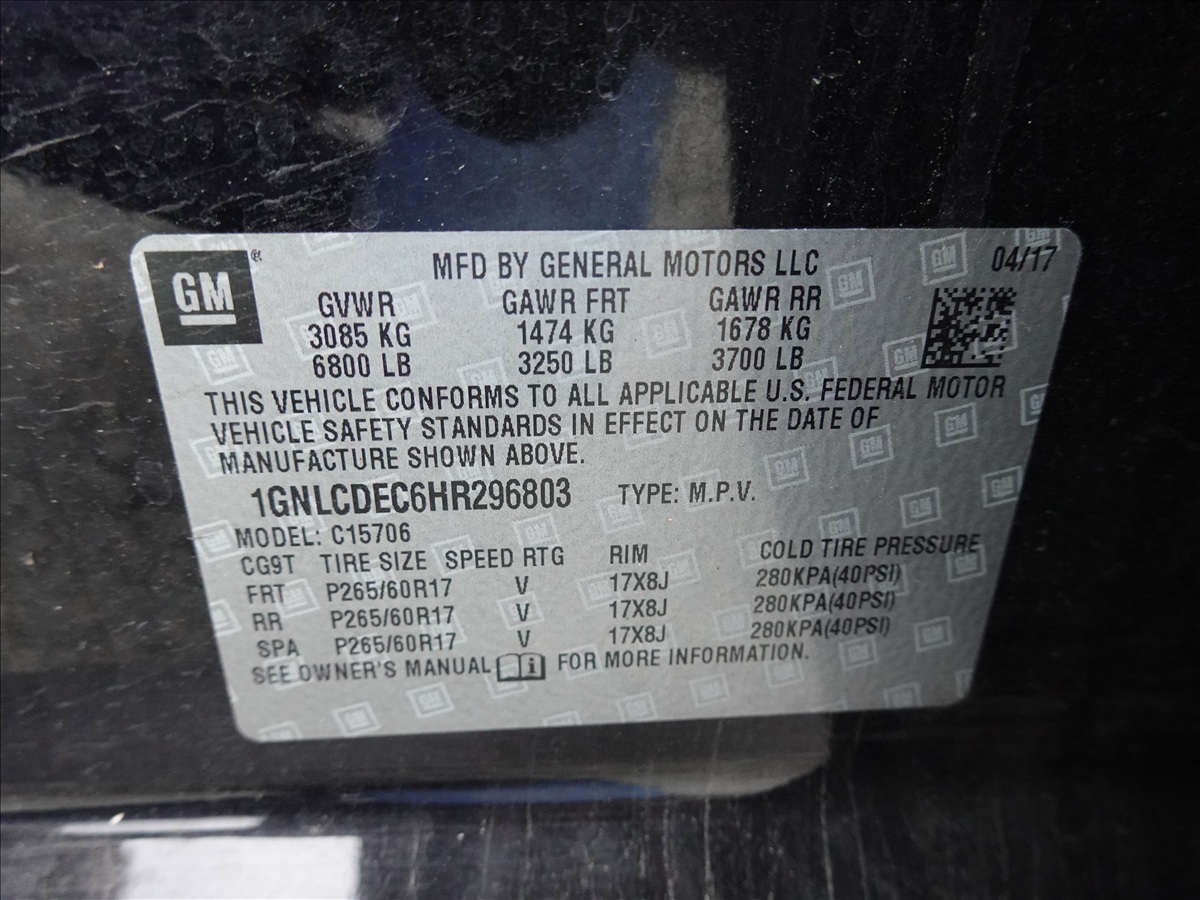 GM ®
MFD BY GENERAL MOTORS LLC 04/17
GVWR GAWR FRT GAWR RR
3085 KG 1474 KG 1678 KG
6800 LB 3250 LB 3700 LB
THIS VEHICLE CONFORMS TO ALL APPLICABLE U.S. FEDERAL MOTOR
VEHICLE SAFETY STANDARDS IN EFFECT ON THE DATE OF
MANUFACTURE SHOWN ABOVE.
1GNLCDEC6HR296803 TYPE: M.P.V.
MODEL: C15706
CG9T TIRE SIZE SPEED RTG RIM COLD TIRE PRESSURE
FRT P265/60R17 V 17X8J 280KPA(40PSI)
RR P265/60R17 V 17X8J 280KPA(40PSI)
SPA P265/60R17 V 17X8J 280KPA(40PSI)
SEE OWNER'S MANUAL FOR MORE INFORMATION.